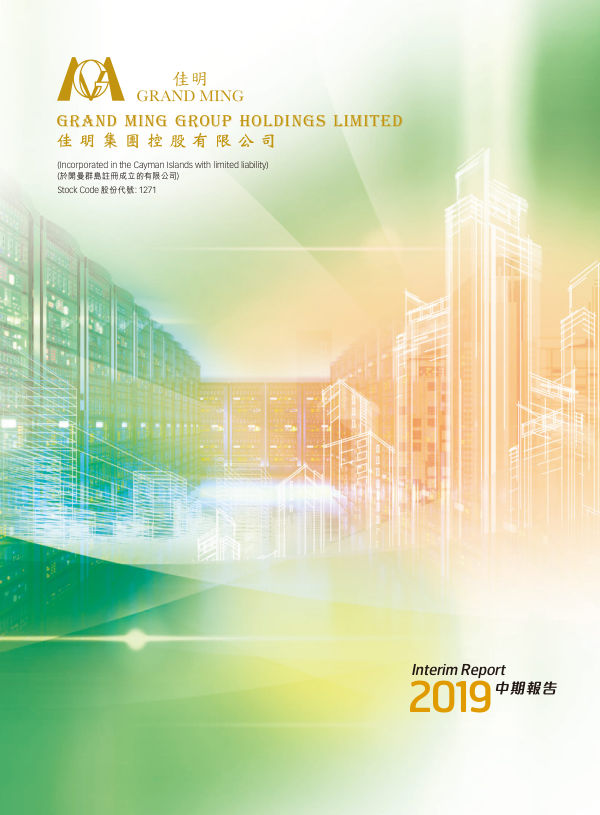 佳明
GRAND MING
GRAND MING GROUP HOLDINGS LIMITED
佳明集團控股有限公司
(Incorporated in the Cayman Islands with limited liability)
(於開曼群島註冊成立的有限公司)
Stock Code 股份代號: 1271
Interim Report
2019 中期報告